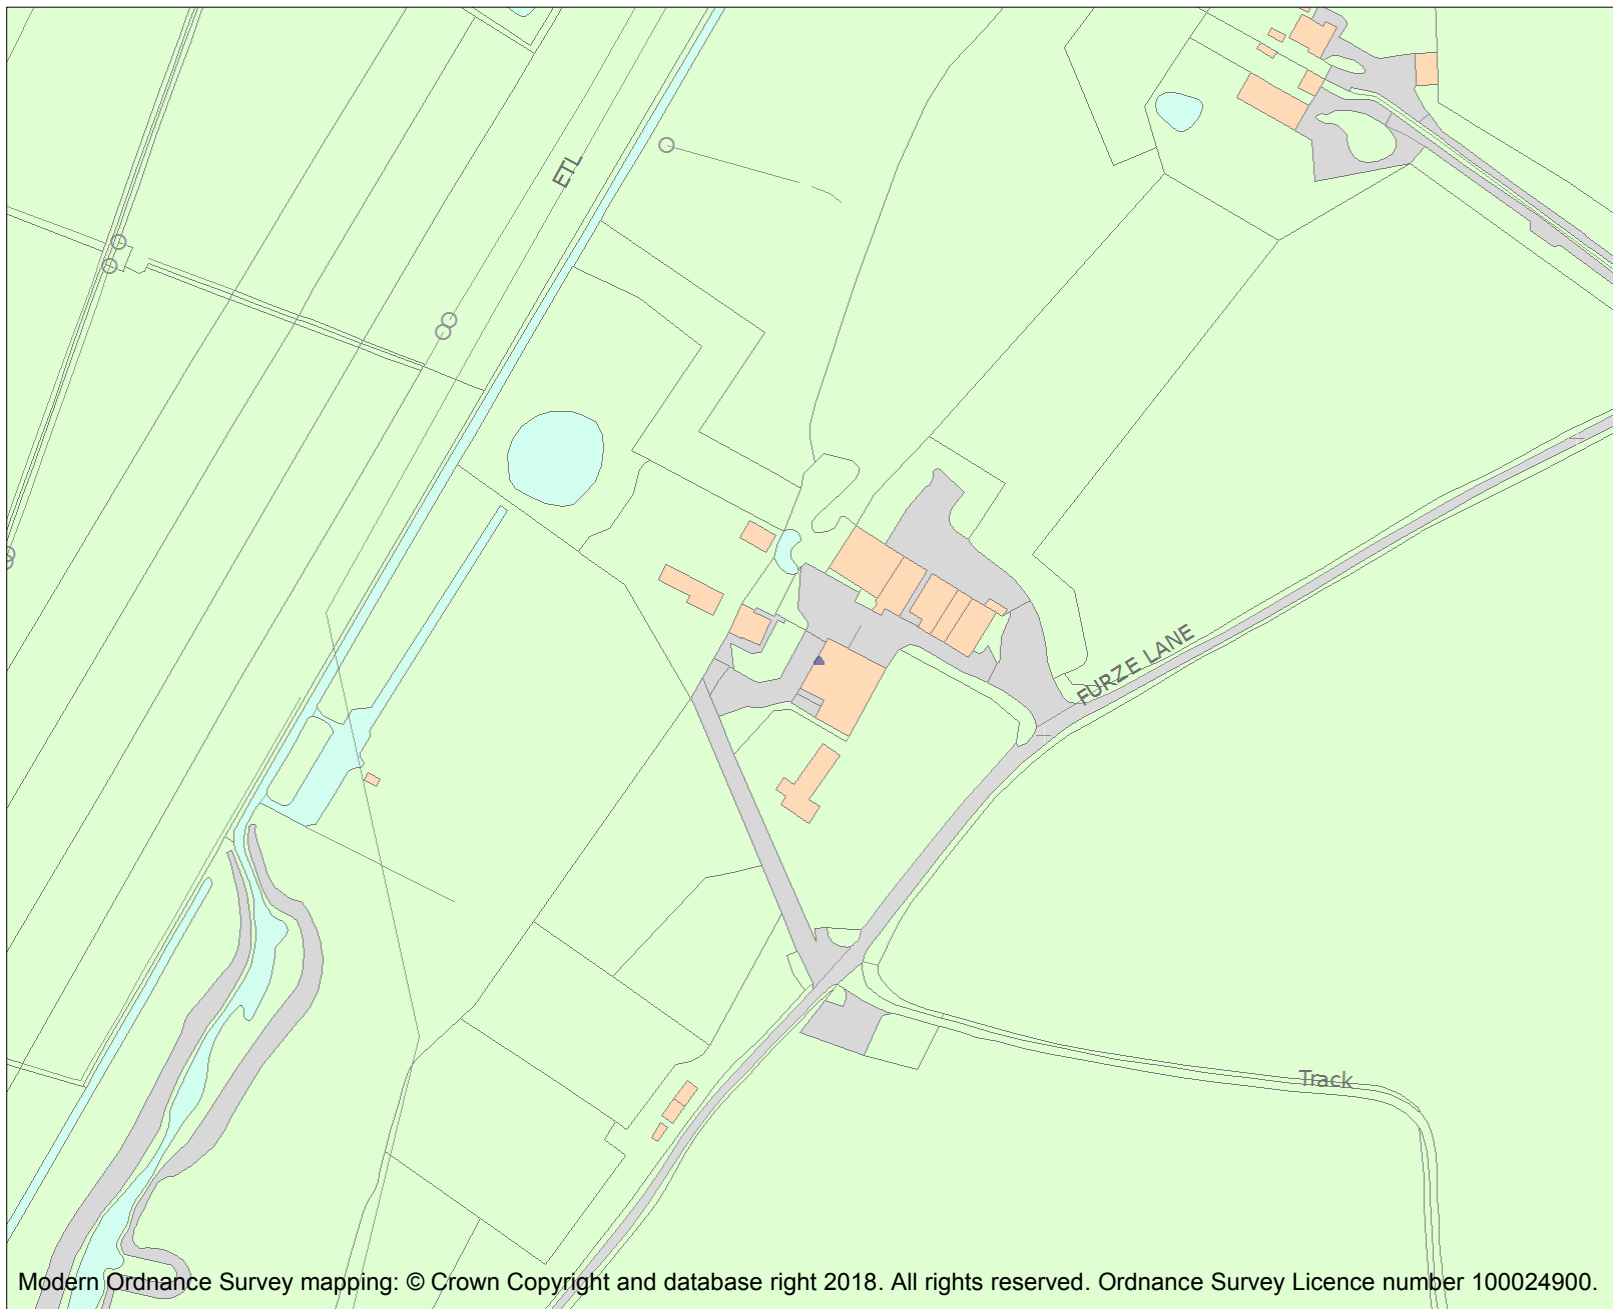 ETL
FURZE LANE
Track
Modern Ordnance Survey mapping: © Crown Copyright and database right 2018. All rights reserved. Ordnance Survey Licence number 100024900.